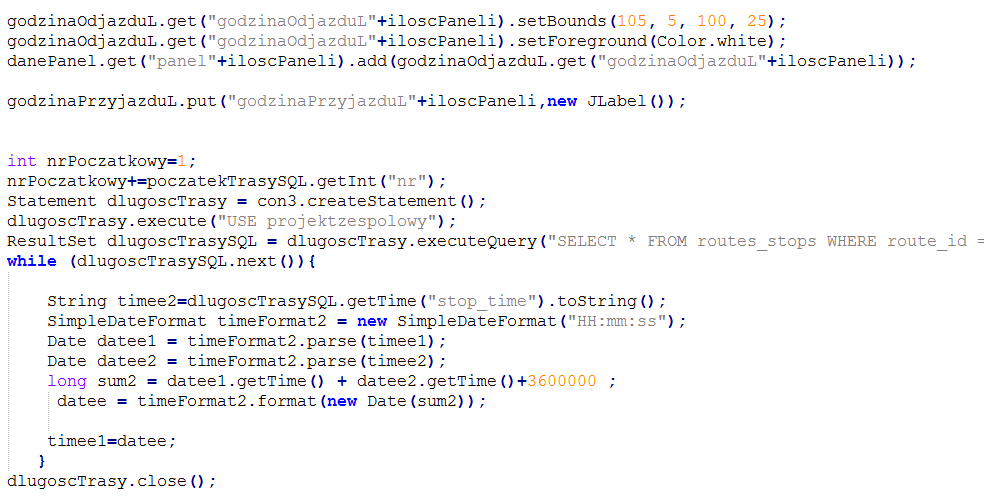 godzinaOdjazduL.get("godzinaOdjazduL"+iloscPaneli).setBounds(105, 5, 100, 25);
godzinaOdjazduL.get("godzinaOdjazduL"+iloscPaneli).setForeground(Color.white);
danePanel.get("panel"+iloscPaneli).add(godzinaOdjazduL.get("godzinaOdjazduL"+iloscPaneli));
godzinaPrzyjazduL.put("godzinaPrzyjazduL"+iloscPaneli,new JLabel());
int nrPoczatkowy=1;
nrPoczatkowy+=poczatekTrasySQL.getInt("nr");
Statement dlugoscTrasy = con3.createStatement();
dlugoscTrasy.execute("USE projektzespolowy");
ResultSet dlugoscTrasySQL = dlugoscTrasy.executeQuery("SELECT * FROM routes_stops WHERE route_id =
while (dlugoscTrasySQL.next()){
String timee2=dlugoscTrasySQL.getTime("stop_time").toString();
SimpleDateFormat timeFormat2 = new SimpleDateFormat("HH:mm:ss");
Date datee1 = timeFormat2.parse(timee1);
Date datee2 = timeFormat2.parse(timee2);
long sum2 = datee1.getTime() + datee2.getTime()+3600000 ;
datee = timeFormat2.format(new Date(sum2));
timee1=datee;
}
dlugoscTrasy.close();